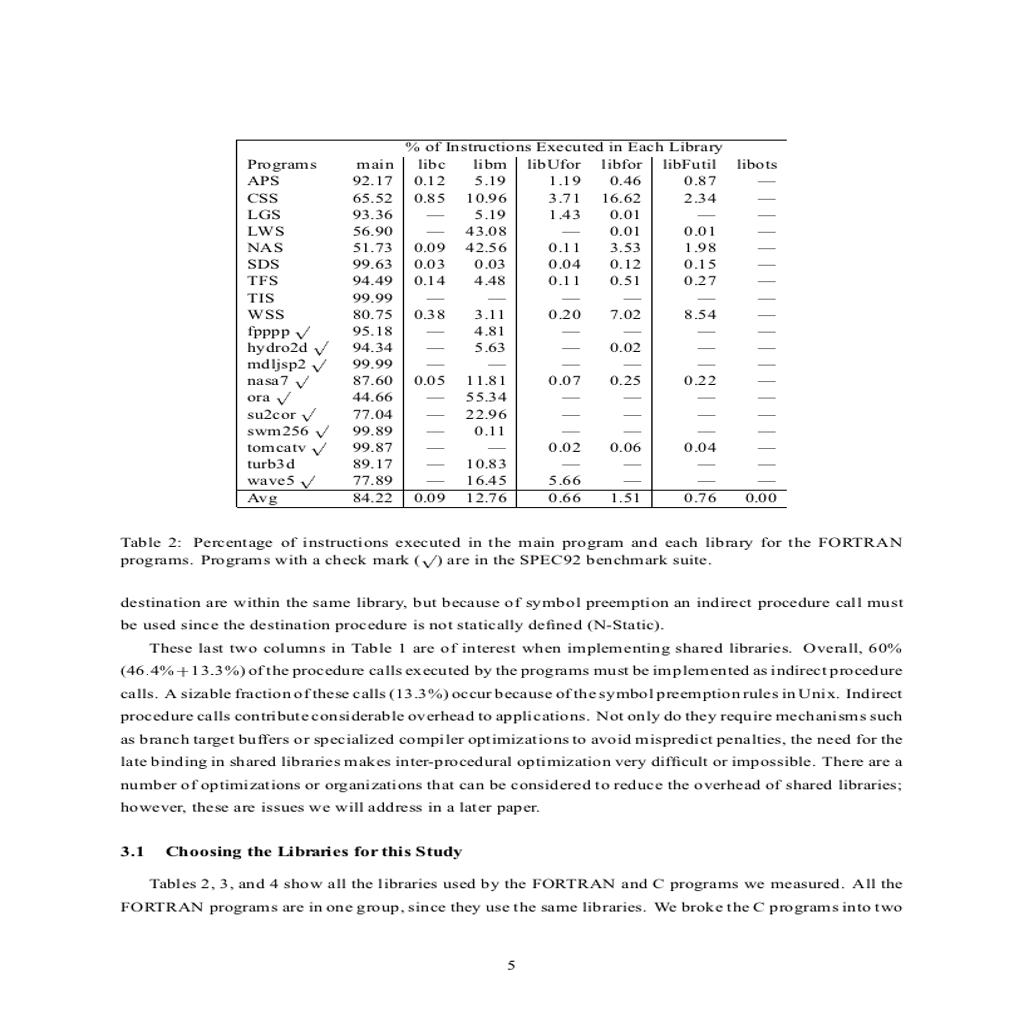 % of Instructions Executed in Each Library
Programs main libc libm libUfor libfor libFutil libots
APS 92.17 0.12 5.19 1.19 0.46 0.87 —
CSS 65.52 0.85 10.96 3.71 16.62 2.34 —
LGS 93.36 — 5.19 1.43 0.01 — —
LWS 56.90 — 43.08 — 0.01 0.01 —
NAS 51.73 0.09 42.56 0.11 3.53 1.98 —
SDS 99.63 0.03 0.03 0.04 0.12 0.15 —
TFS 94.49 0.14 4.48 0.11 0.51 0.27 —
TIS 99.99 — — — — — —
WSS 80.75 0.38 3.11 0.20 7.02 8.54 —
fpppp √ 95.18 — 4.81 — — — —
hydro2d √ 94.34 — 5.63 — 0.02 — —
mdljsp2 √ 99.99 — — — — — —
nasa7 √ 87.60 0.05 11.81 0.07 0.25 0.22 —
ora √ 44.66 — 55.34 — — — —
su2cor √ 77.04 — 22.96 — — — —
swm256 √ 99.89 — 0.11 — — — —
tomcatv √ 99.87 — — 0.02 0.06 0.04 —
turb3d 89.17 — 10.83 — — — —
wave5 √ 77.89 — 16.45 5.66 — — —
Avg 84.22 0.09 12.76 0.66 1.51 0.76 0.00
Table 2: Percentage of instructions executed in the main program and each library for the FORTRAN
programs. Programs with a check mark (√) are in the SPEC92 benchmark suite.
destination are within the same library, but because of symbol preemption an indirect procedure call must
be used since the destination procedure is not statically defined (N-Static).
These last two columns in Table 1 are of interest when implementing shared libraries. Overall, 60%
(46.4%+13.3%) of the procedure calls executed by the programs must be implemented as indirect procedure
calls. A sizable fraction of these calls (13.3%) occur because of the symbol preemption rules in Unix. Indirect
procedure calls contribute considerable overhead to applications. Not only do they require mechanisms such
as branch target buffers or specialized compiler optimizations to avoid mispredict penalties, the need for the
late binding in shared libraries makes inter-procedural optimization very difficult or impossible. There are a
number of optimizations or organizations that can be considered to reduce the overhead of shared libraries;
however, these are issues we will address in a later paper.
3.1 Choosing the Libraries for this Study
Tables 2, 3, and 4 show all the libraries used by the FORTRAN and C programs we measured. All the
FORTRAN programs are in one group, since they use the same libraries. We broke the C programs into two
5